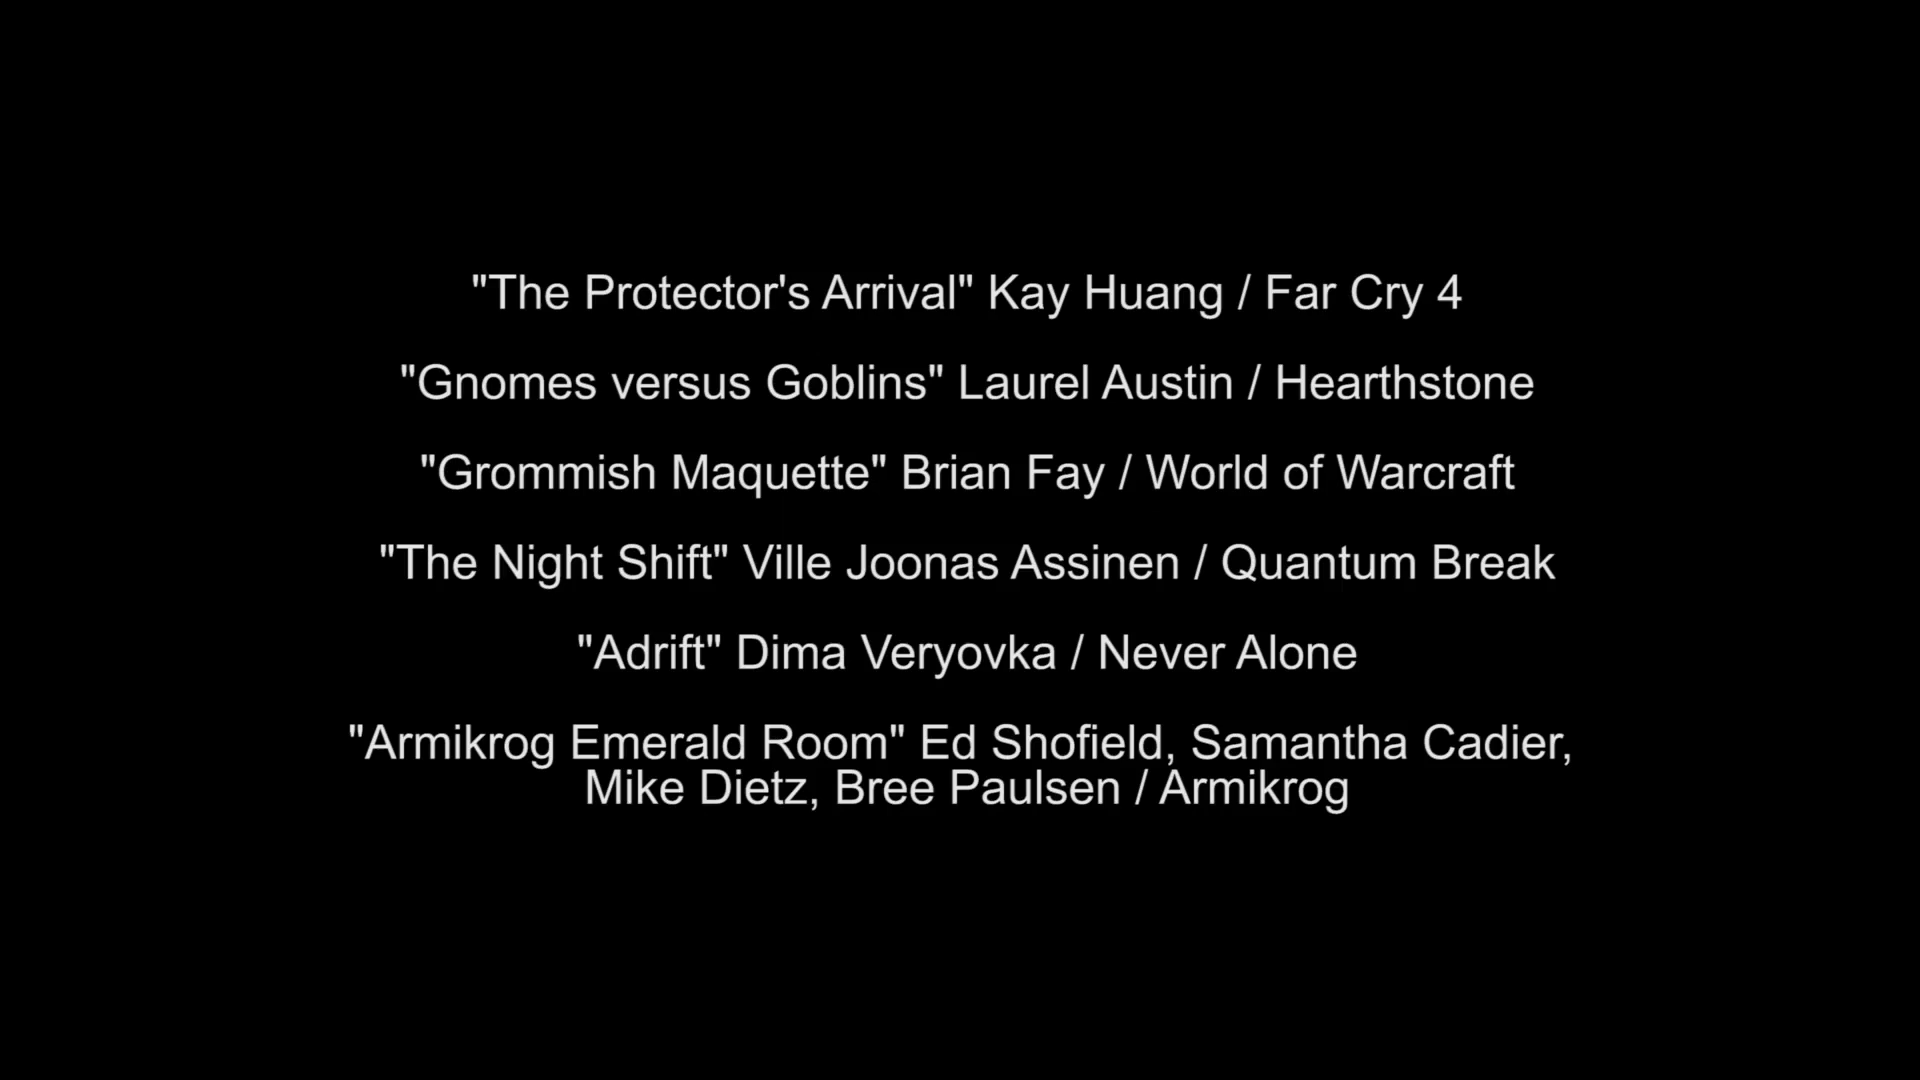 "The Protector's Arrival" Kay Huang / Far Cry 4
"Gnomes versus Goblins" Laurel Austin / Hearthstone
"Grommish Maquette" Brian Fay / World of Warcraft
"The Night Shift" Ville Joonas Assinen / Quantum Break
"Adrift" Dima Veryovka / Never Alone
"Armikrog Emerald Room" Ed Shofield, Samantha Cadier,
Mike Dietz, Bree Paulsen / Armikrog